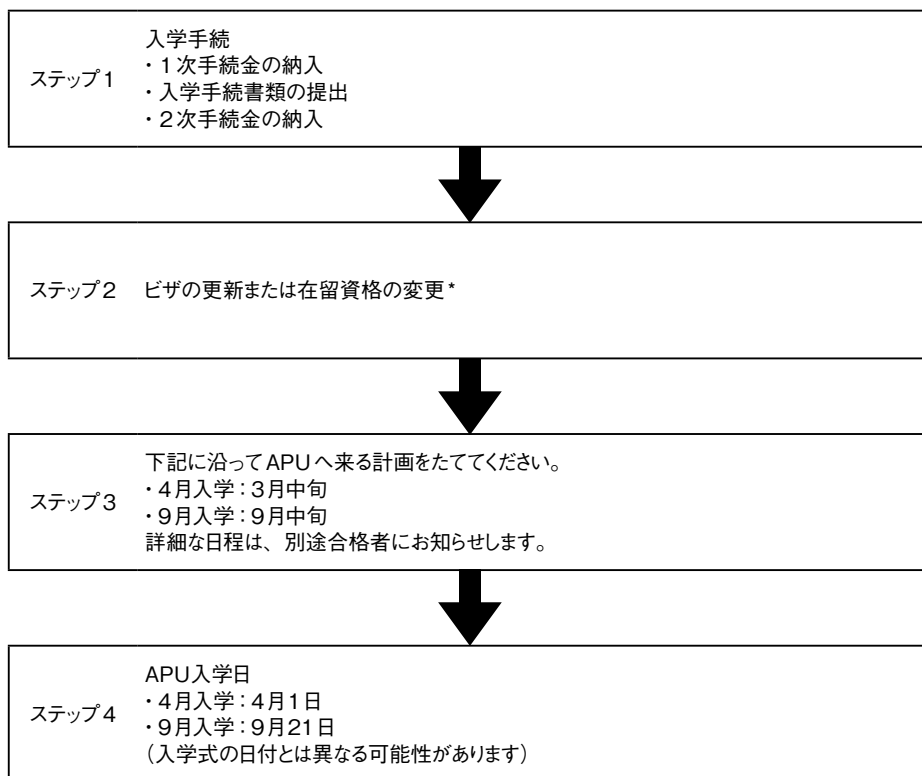 ステップ1
入学手続
・1次手続金の納入
・入学手続書類の提出
・2次手続金の納入
ステップ2 ビザの更新または在留資格の変更*
ステップ3
下記に沿ってAPUへ来る計画をたててください。
・4月入学：3月中旬
・9月入学：9月中旬
詳細な日程は、別途合格者にお知らせします。
ステップ4
APU入学日
・4月入学：4月1日
・9月入学：9月21日
（入学式の日付とは異なる可能性があります）